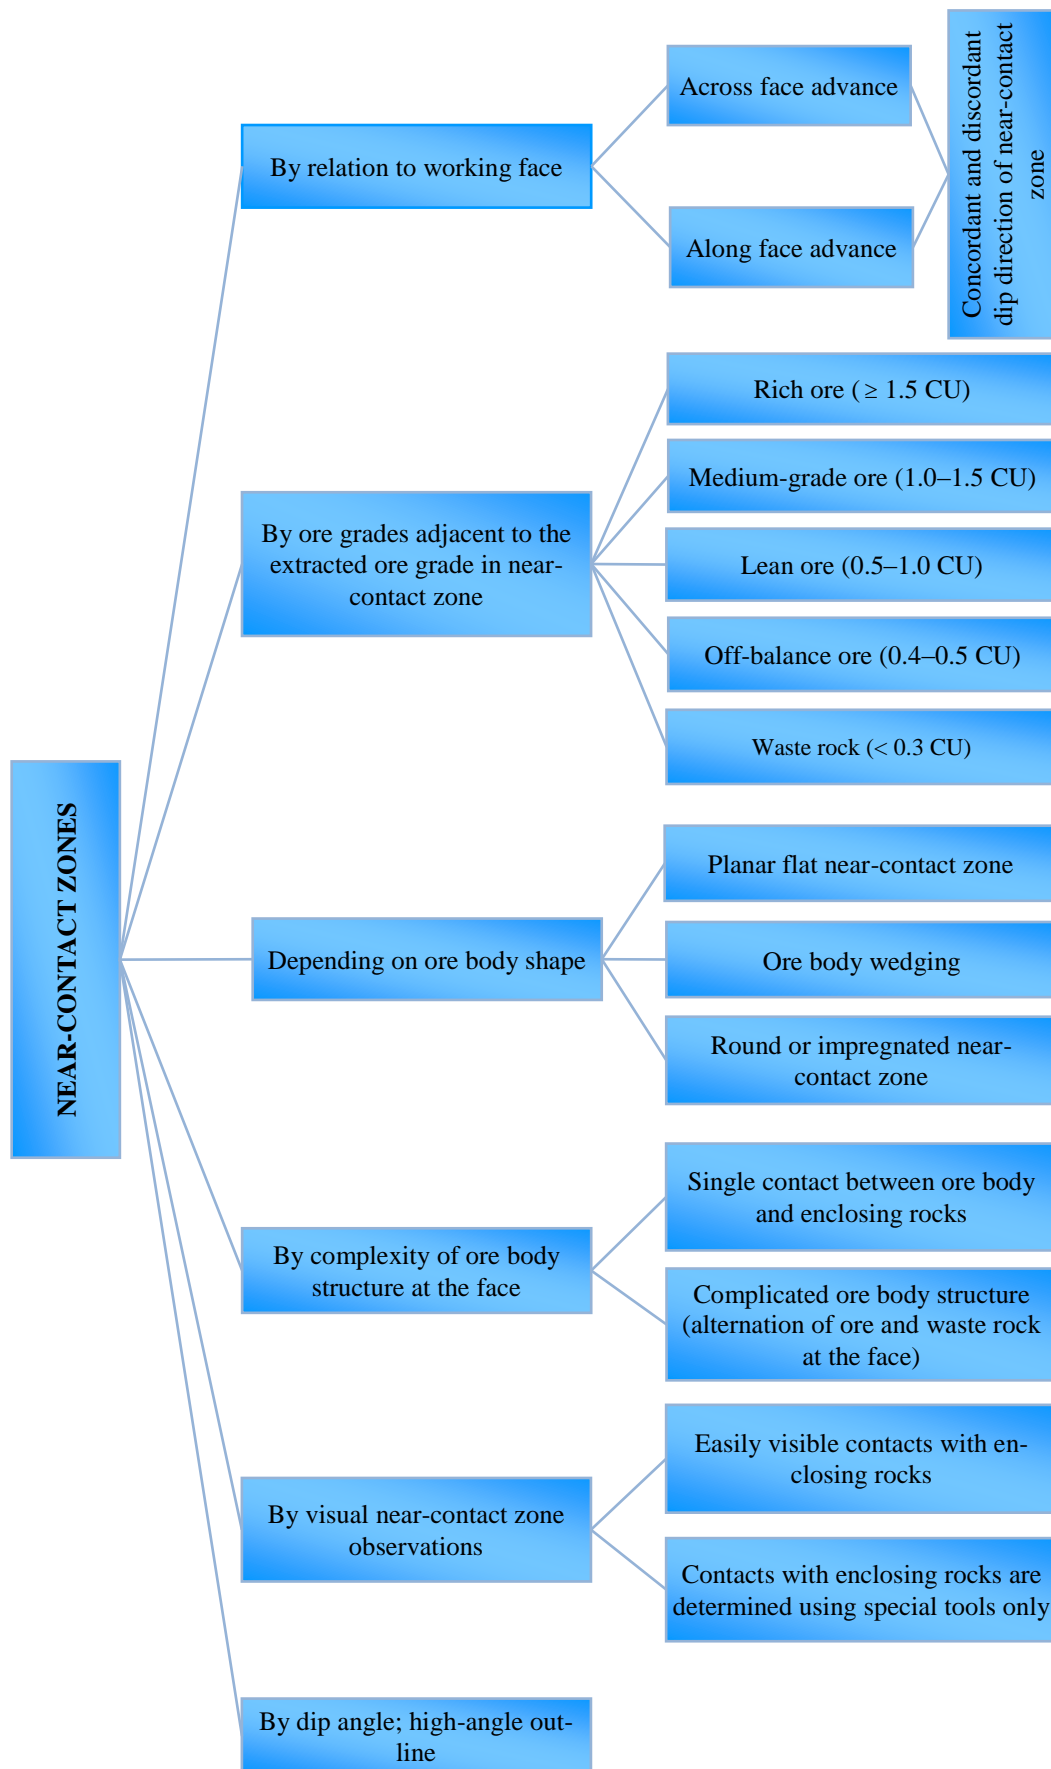 NEAR-CONTACT ZONES
By relation to working face
Across face advance
Along face advance
Concordant and discordant
dip direction of near-contact
zone
By ore grades adjacent to the
extracted ore grade in near-
contact zone
Rich ore ( ≥ 1.5 CU)
Medium-grade ore (1.0–1.5 CU)
Lean ore (0.5–1.0 CU)
Off-balance ore (0.4–0.5 CU)
Waste rock (< 0.3 CU)
Depending on ore body shape
Planar flat near-contact zone
Ore body wedging
Round or impregnated near-
contact zone
By complexity of ore body
structure at the face
Single contact between ore body
and enclosing rocks
Complicated ore body structure
(alternation of ore and waste rock
at the face)
By visual near-contact zone
observations
Easily visible contacts with en-
closing rocks
Contacts with enclosing rocks are
determined using special tools only
By dip angle; high-angle out-
line